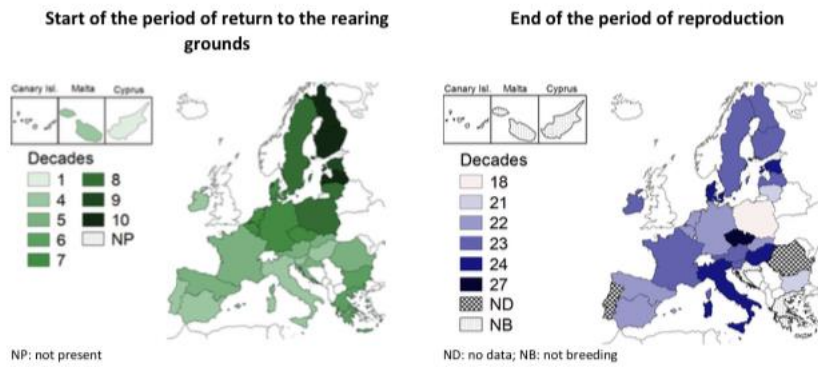 Start of the period of return to the rearing
grounds
Canary Isl. Malta Cyprus
Decades
1 8
4 9
5 10
6 NP
7
NP: not present
End of the period of reproduction
Canary Isl. Malta Cyprus
Decades
18
21
22
23
24
27
ND
NB
ND: no data; NB: not breeding